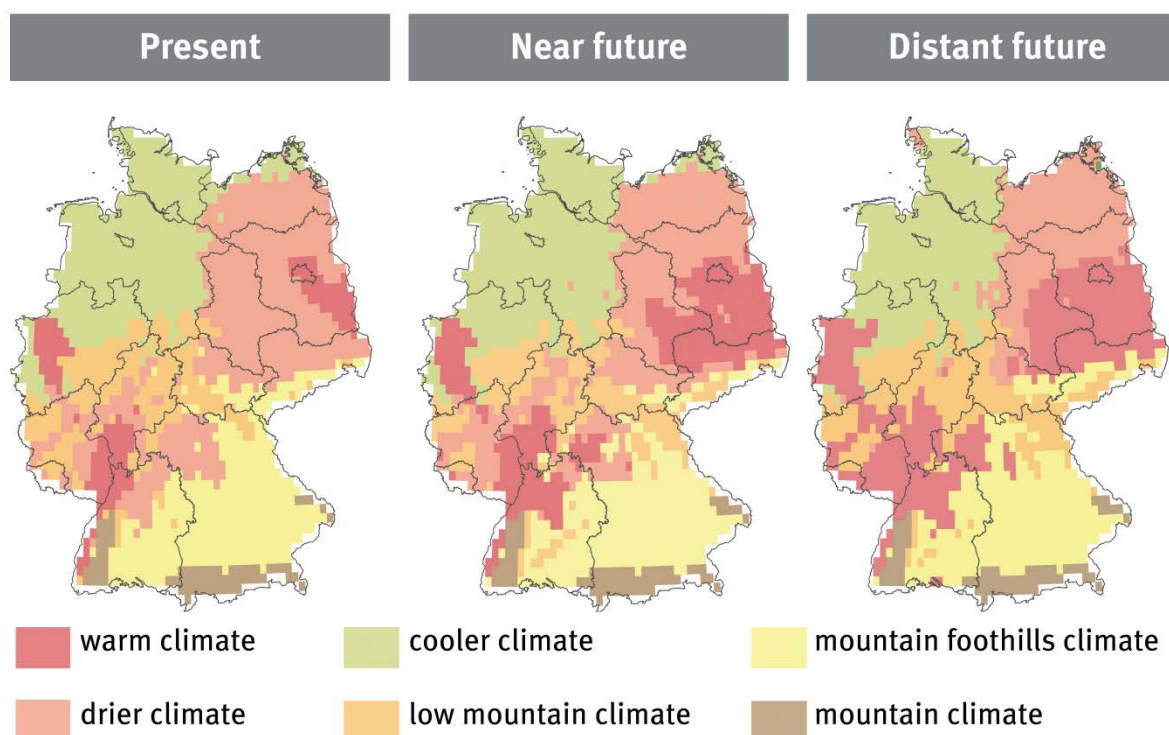 Present
Near future
Distant future
warm climate
cooler climate
mountain foothills climate
drier climate
low mountain climate
mountain climate